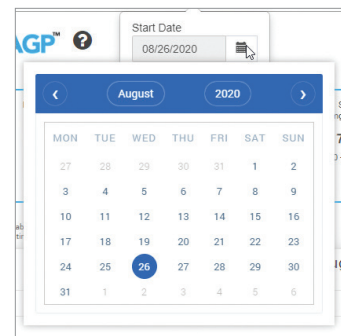 AGP™ ?
Start Date
08/26/2020
August 2020
MON TUE WED THU FRI SAT SUN
27 28 29 30 31 1 2
3 4 5 6 7 8 9
10 11 12 13 14 15 16
17 18 19 20 21 22 23
24 25 26 27 28 29 30
31 1 2 3 4 5 6